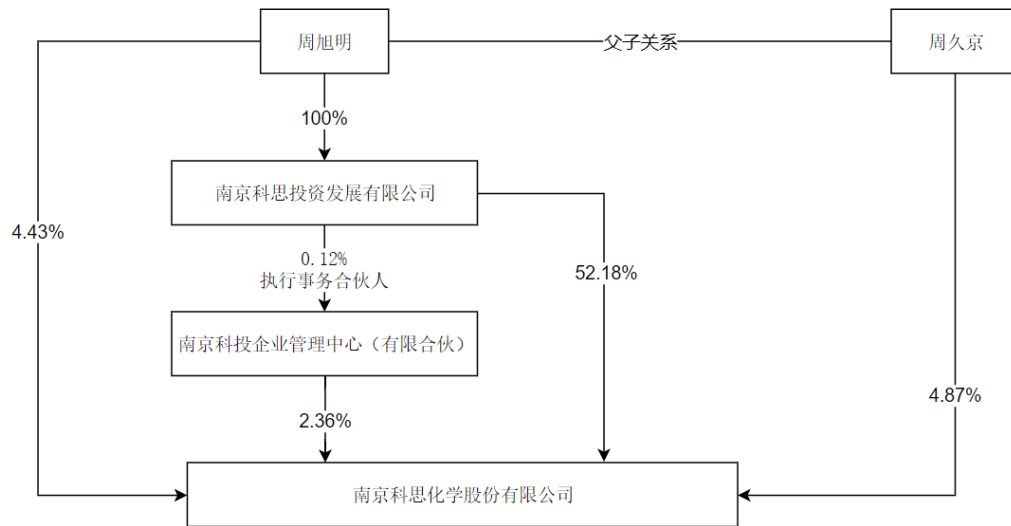 周旭明
父子关系
周久京
100%
南京科思投资发展有限公司
4.43%
0.12%
执行事务合伙人
52.18%
南京科投企业管理中心（有限合伙）
4.87%
2.36%
南京科思化学股份有限公司